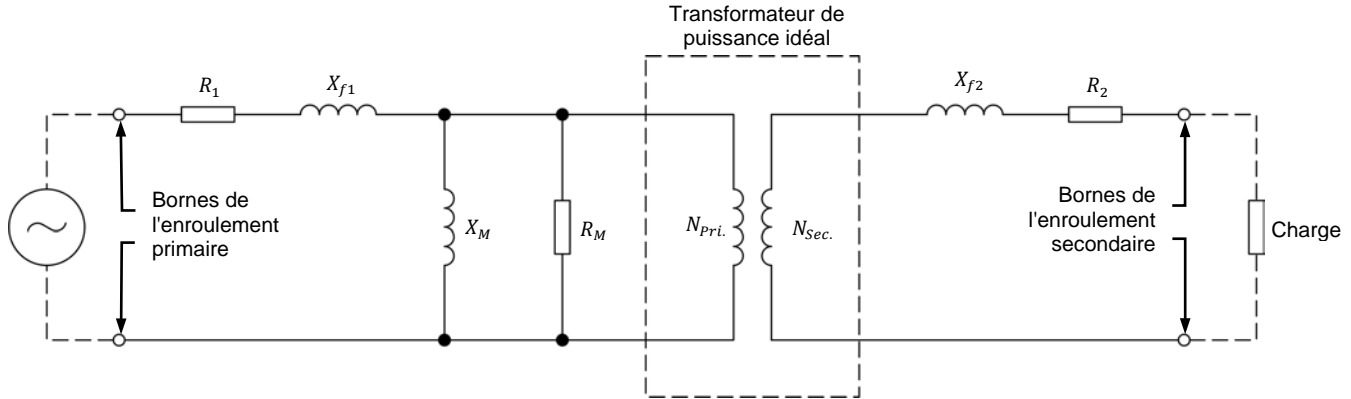 Transformateur de
puissance idéal
R1
Xf1
Xf2
R2
Bornes de
l'enroulement
primaire
XM
RM
NPri.
NSec.
Bornes de
l'enroulement
secondaire
Charge